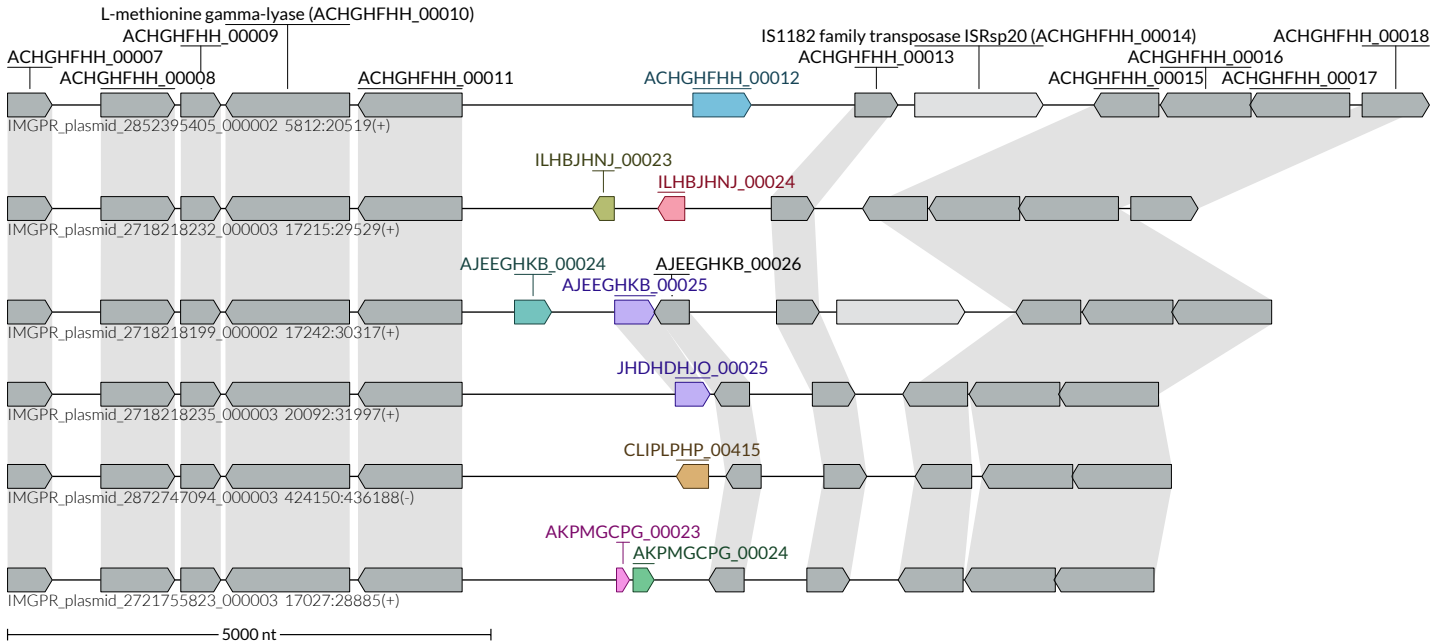 L-methionine gamma-lyase (ACHGHFHH_00010)
ACHGHFHH_00009
IS1182 family transposase ISRsp20 (ACHGHFHH_00014)
ACHGHFHH_00018
ACHGHFHH_00007
ACHGHFHH_00013
ACHGHFHH_00016
ACHGHFHH_00008
ACHGHFHH_00011
ACHGHFHH_00012
ACHGHFHH_00015
ACHGHFHH_00017
IMGPR_plasmid_2852395405_000002 5812:20519(+)
ILHBJHNJ_00023
ILHBJHNJ_00024
IMGPR_plasmid_2718218232_000003 17215:29529(+)
AJEEGHKB_00024
AJEEGHKB_00026
AJEEGHKB_00025
IMGPR_plasmid_2718218199_000002 17242:30317(+)
JHDHDHJO_00025
IMGPR_plasmid_2718218235_000003 20092:31997(+)
CLIPLPHP_00415
IMGPR_plasmid_2872747094_000003 424150:436188(-)
AKPMGCPG_00023
AKPMGCPG_00024
IMGPR_plasmid_2721755823_000003 17027:28885(+)
5000 nt